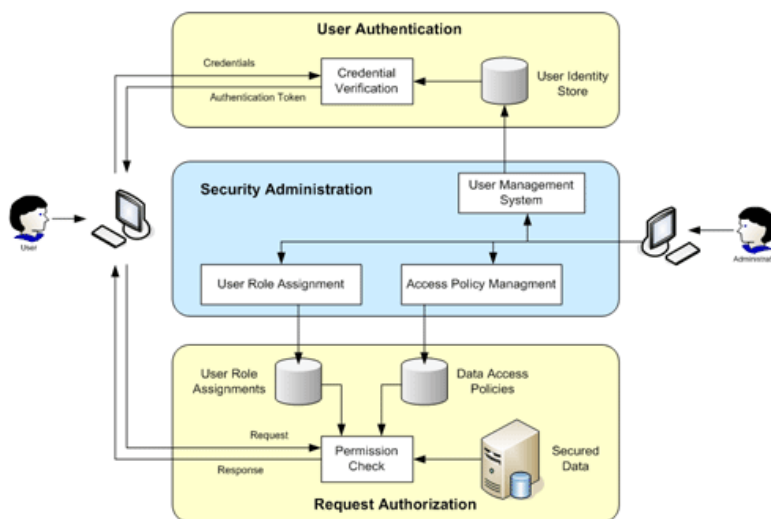 User Authentication
Credentials
Credential
Verification
User Identity
Store
Authentication Token
Security Administration
User Management
System
User
Administrat
User Role Assignment
Access Policy Managment
User Role
Assignments
Data Access
Policies
Request
Response
Permission
Check
Secured
Data
Request Authorization